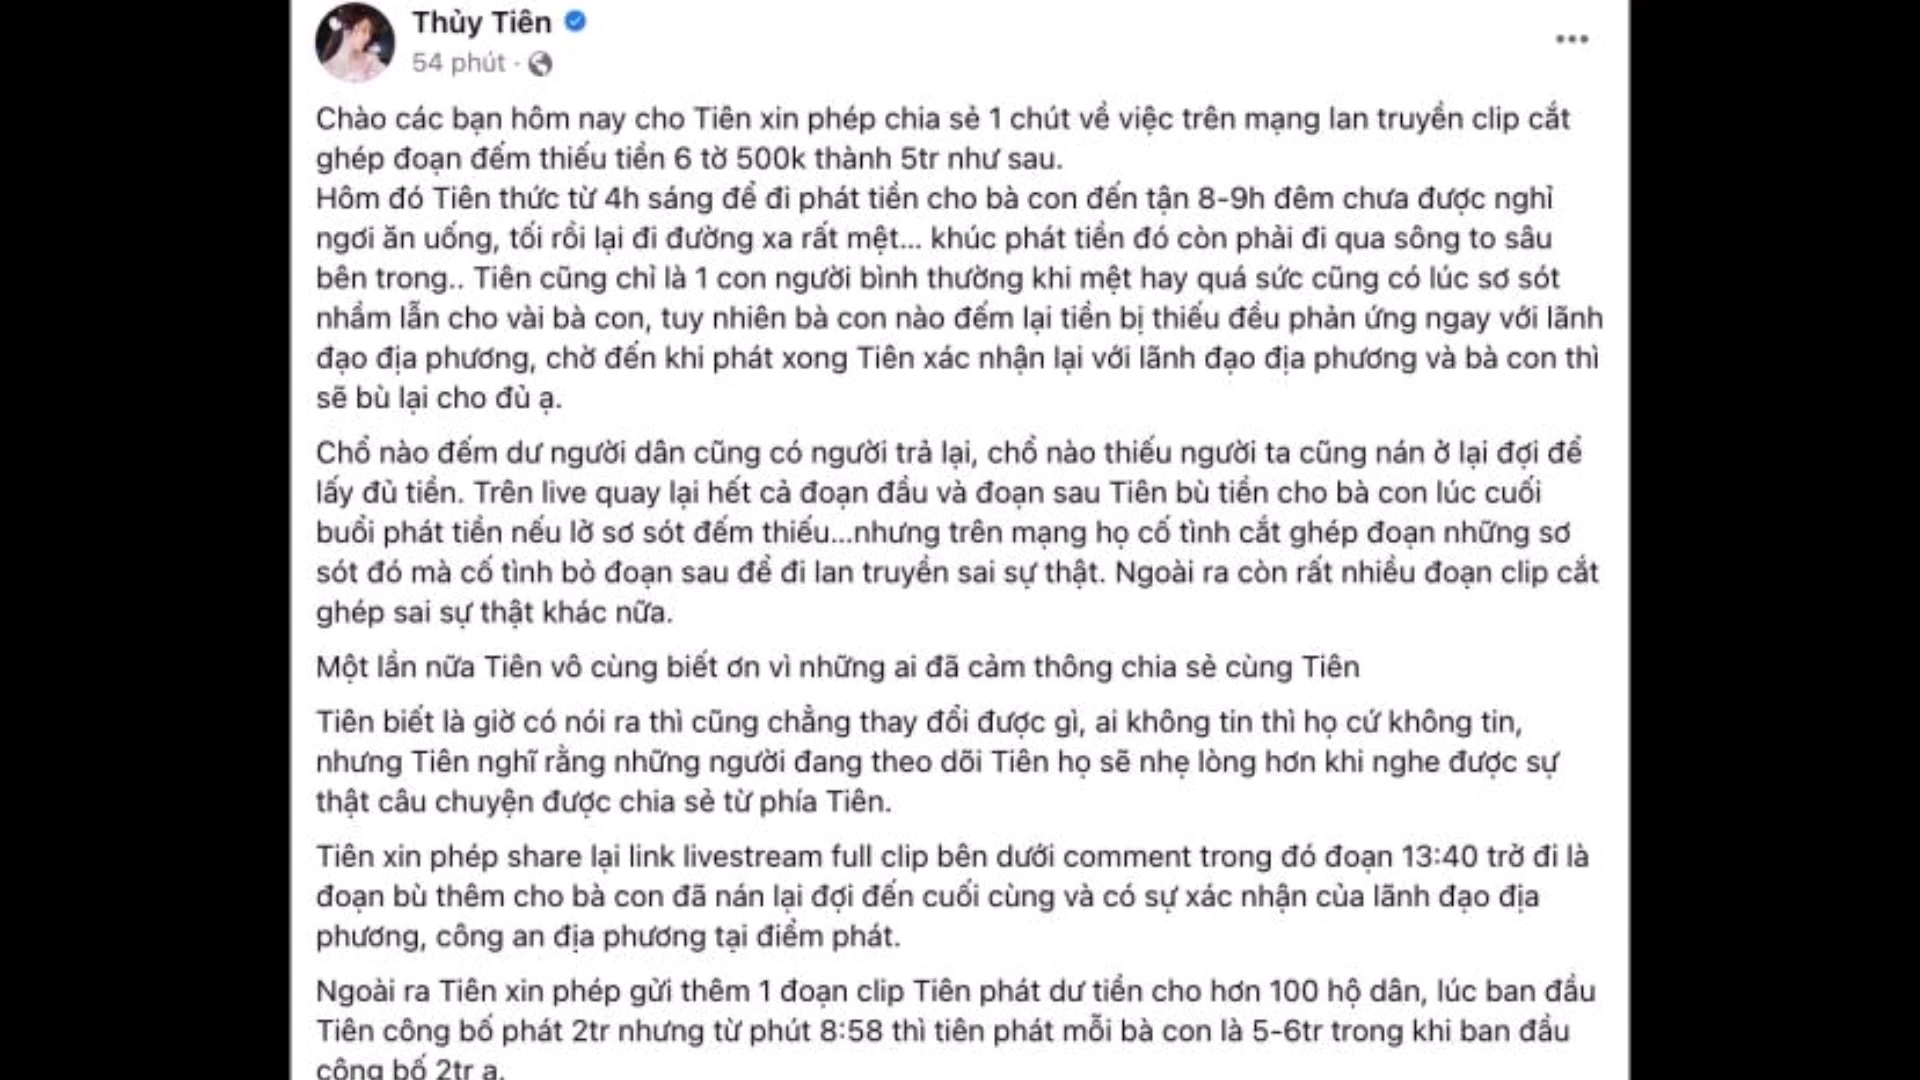 Thủy Tiên
54 phút ·
Chào các bạn hôm nay cho Tiên xin phép chia sẻ 1 chút về việc trên mạng lan truyền clip cắt
ghép đoạn đếm thiếu tiền 6 tờ 500k thành 5tr như sau.
Hôm đó Tiên thức từ 4h sáng để đi phát tiền cho bà con đến tận 8-9h đêm chưa được nghỉ
ngơi ăn uống, tối rồi lại đi đường xa rất mệt... khúc phát tiền đó còn phải đi qua sông to sâu
bên trong.. Tiên cũng chỉ là 1 con người bình thường khi mệt hay quá sức cũng có lúc sơ sót
nhầm lẫn cho vài bà con, tuy nhiên bà con nào đếm lại tiền bị thiếu đều phản ứng ngay với lãnh
đạo địa phương, chờ đến khi phát xong Tiên xác nhận lại với lãnh đạo địa phương và bà con thì
sẽ bù lại cho đủ ạ.
Chổ nào đếm dư người dân cũng có người trả lại, chổ nào thiếu người ta cũng nán ở lại đợi để
lấy đủ tiền. Trên live quay lại hết cả đoạn đầu và đoạn sau Tiên bù tiền cho bà con lúc cuối
buổi phát tiền nếu lỡ sơ sót đếm thiếu...nhưng trên mạng họ cố tình cắt ghép đoạn những sơ
sót đó mà cố tình bỏ đoạn sau để đi lan truyền sai sự thật. Ngoài ra còn rất nhiều đoạn clip cắt
ghép sai sự thật khác nữa.
Một lần nữa Tiên vô cùng biết ơn vì những ai đã cảm thông chia sẻ cùng Tiên
Tiên biết là giờ có nói ra thì cũng chẳng thay đổi được gì, ai không tin thì họ cứ không tin,
nhưng Tiên nghĩ rằng những người đang theo dõi Tiên họ sẽ nhẹ lòng hơn khi nghe được sự
thật câu chuyện được chia sẻ từ phía Tiên.
Tiên xin phép share lại link livestream full clip bên dưới comment trong đó đoạn 13:40 trở đi là
đoạn bù thêm cho bà con đã nán lại đợi đến cuối cùng và có sự xác nhận của lãnh đạo địa
phương, công an địa phương tại điểm phát.
Ngoài ra Tiên xin phép gửi thêm 1 đoạn clip Tiên phát dư tiền cho hơn 100 hộ dân, lúc ban đầu
Tiên công bố phát 2tr nhưng từ phút 8:58 thì tiên phát mỗi bà con là 5-6tr trong khi ban đầu
công bố 2tr ạ.